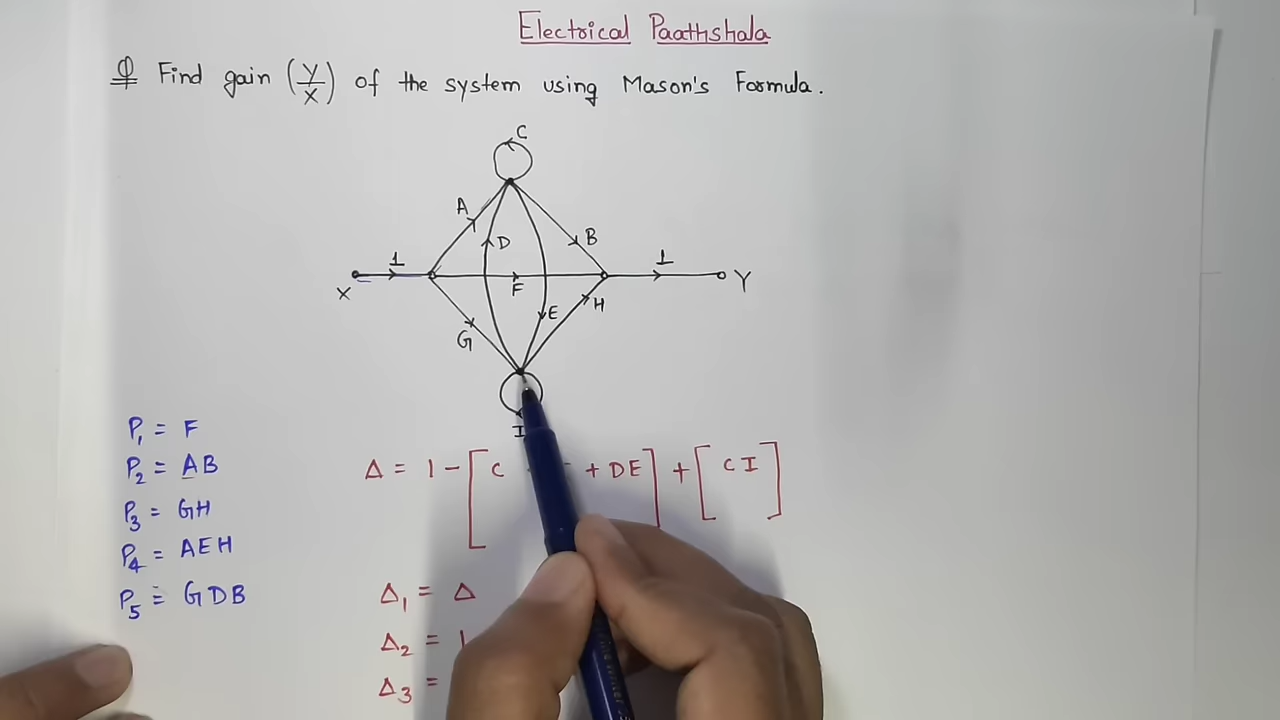 Electrical Paathshala
Q Find gain (Y/X) of the system using Mason's Formula.
C
A
B
D
1
1
X
F
Y
E
H
G
I
P₁ = F
P₂ = AB
P₃ = GH
P₄ = AEH
P₅ = GDB
Δ = 1 - [C + DE] + [CI]
Δ₁ = Δ
Δ₂ = 1
Δ₃ =